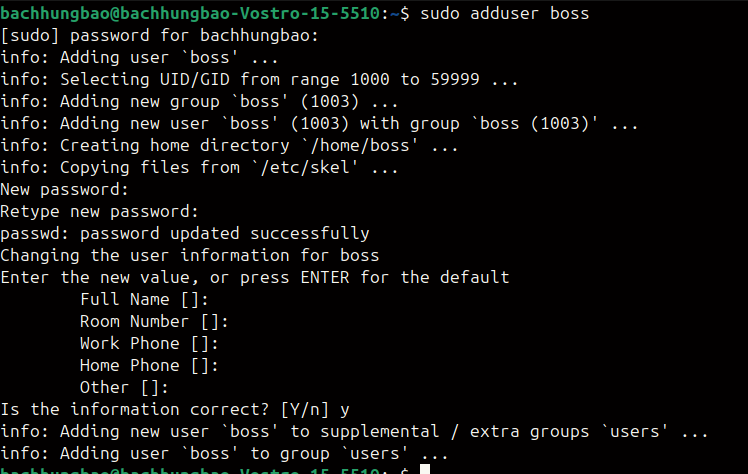 bachhungbao@bachhungbao-Vostro-15-5510:~$ sudo adduser boss
[sudo] password for bachhungbao:
info: Adding user `boss' ...
info: Selecting UID/GID from range 1000 to 59999 ...
info: Adding new group `boss' (1003) ...
info: Adding new user `boss' (1003) with group `boss (1003)' ...
info: Creating home directory `/home/boss' ...
info: Copying files from `/etc/skel' ...
New password:
Retype new password:
passwd: password updated successfully
Changing the user information for boss
Enter the new value, or press ENTER for the default
Full Name []:
Room Number []:
Work Phone []:
Home Phone []:
Other []:
Is the information correct? [Y/n] y
info: Adding new user `boss' to supplemental / extra groups `users' ...
info: Adding user `boss' to group `users' ...
bachhungbao@bachhungbao-Vostro-15-5510:~$